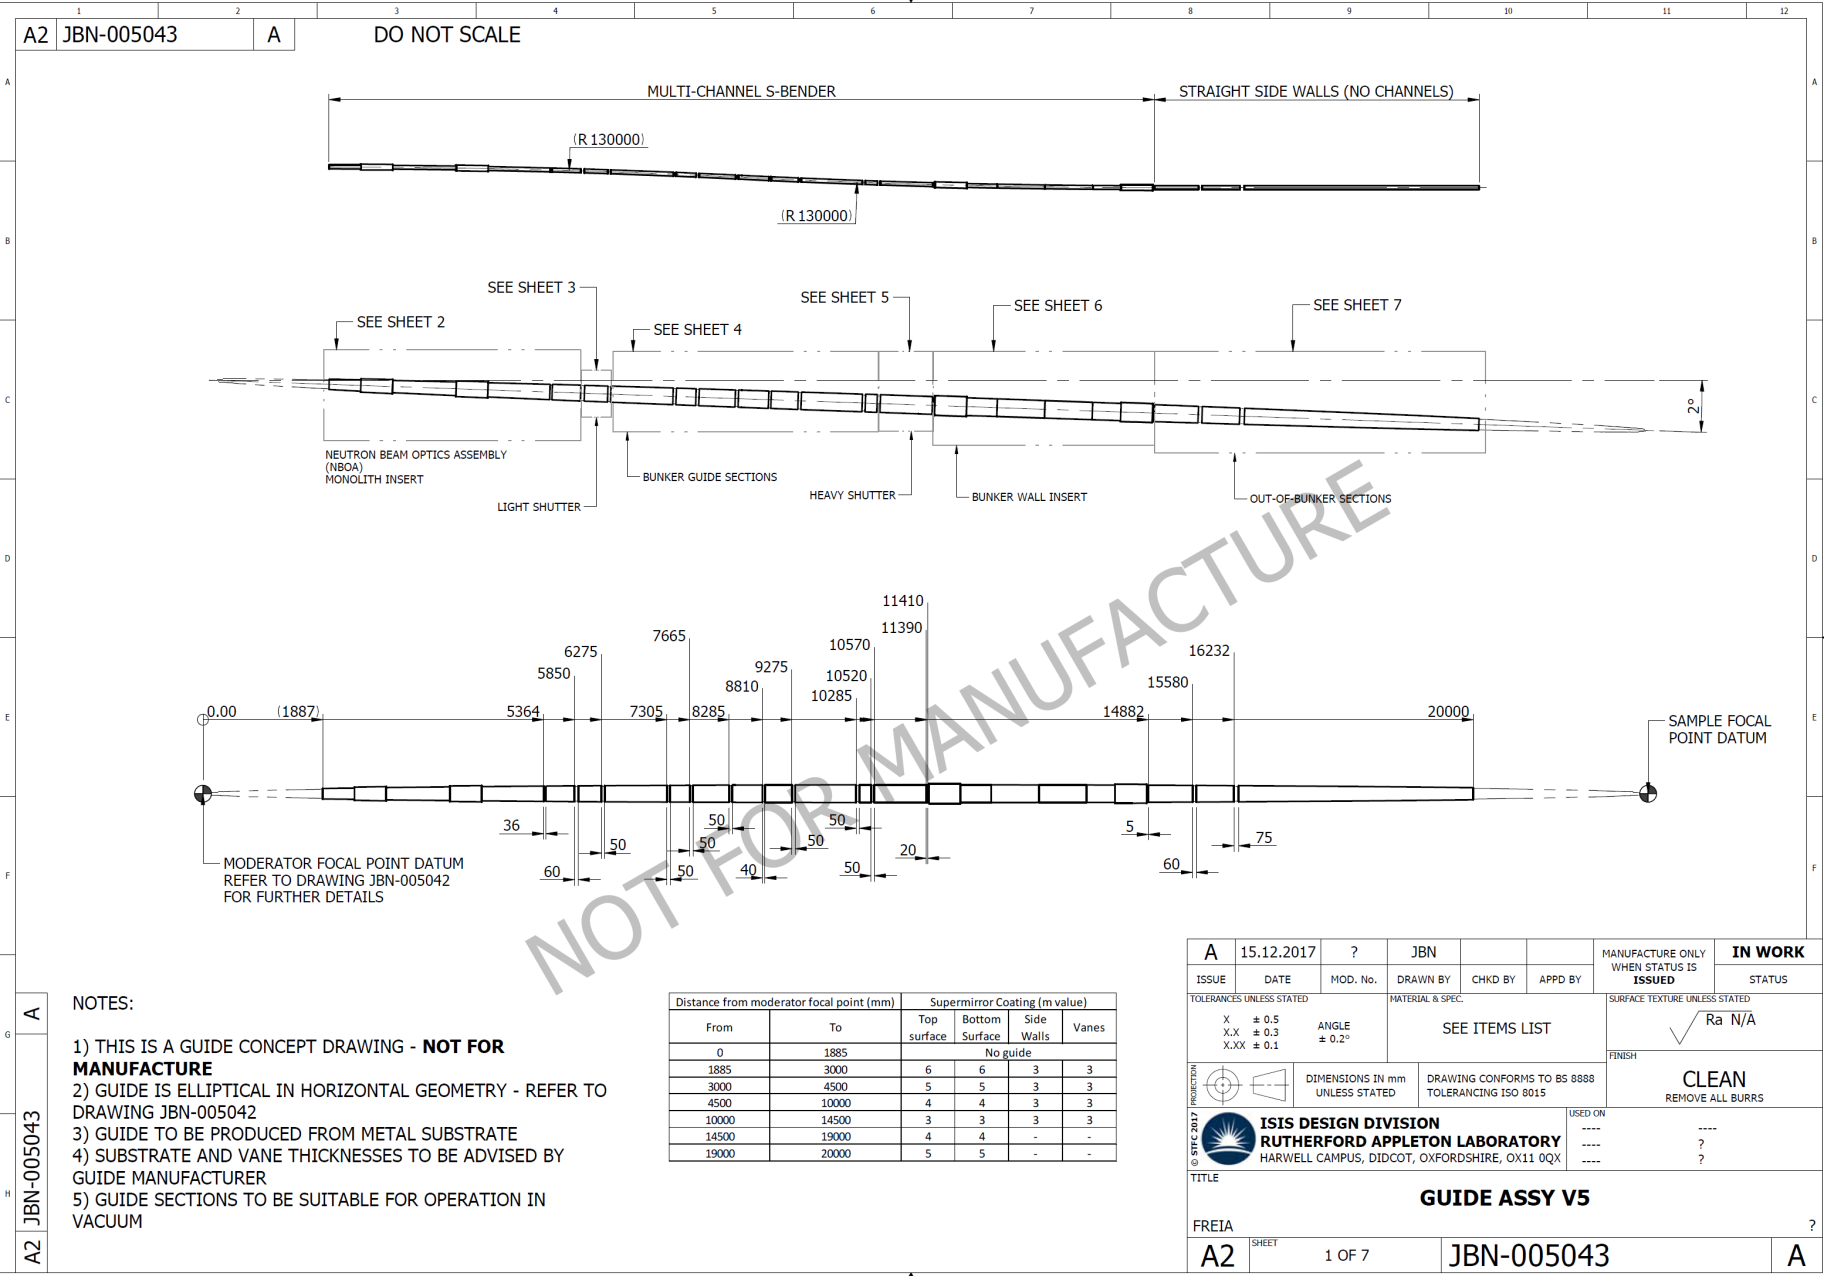 1 2 3 4 5 6 7 8 9 10 11 12
A2 JBN-005043 A DO NOT SCALE
MULTI-CHANNEL S-BENDER
STRAIGHT SIDE WALLS (NO CHANNELS)
(R 130000)
(R 130000)
SEE SHEET 3
SEE SHEET 5
SEE SHEET 6
SEE SHEET 7
SEE SHEET 2
SEE SHEET 4
2°
NEUTRON BEAM OPTICS ASSEMBLY
(NBOA)
MONOLITH INSERT
LIGHT SHUTTER
BUNKER GUIDE SECTIONS
HEAVY SHUTTER
BUNKER WALL INSERT
OUT-OF-BUNKER SECTIONS
NOT FOR MANUFACTURE
11410
11390
7665
6275
5850
10570
10520
10285
9275
8810
16232
15580
0.00 (1887) 5364 7305 8285 14882 20000
SAMPLE FOCAL
POINT DATUM
36
60
50
50
50
50
40
50
50
50
20
5
60
75
MODERATOR FOCAL POINT DATUM
REFER TO DRAWING JBN-005042
FOR FURTHER DETAILS
NOTES:
1) THIS IS A GUIDE CONCEPT DRAWING - NOT FOR
MANUFACTURE
2) GUIDE IS ELLIPTICAL IN HORIZONTAL GEOMETRY - REFER TO
DRAWING JBN-005042
3) GUIDE TO BE PRODUCED FROM METAL SUBSTRATE
4) SUBSTRATE AND VANE THICKNESSES TO BE ADVISED BY
GUIDE MANUFACTURER
5) GUIDE SECTIONS TO BE SUITABLE FOR OPERATION IN
VACUUM
Distance from moderator focal point (mm) Supermirror Coating (m value)
From To Top surface Bottom Surface Side Walls Vanes
0 1885 No guide
1885 3000 6 6 3 3
3000 4500 5 5 3 3
4500 10000 4 4 3 3
10000 14500 3 3 3 3
14500 19000 4 4 - -
19000 20000 5 5 - -
A 15.12.2017 ? JBN
ISSUE DATE MOD. No. DRAWN BY CHKD BY APPD BY
MANUFACTURE ONLY
WHEN STATUS IS
ISSUED
IN WORK
STATUS
TOLERANCES UNLESS STATED
X ± 0.5
X.X ± 0.3
X.XX ± 0.1
ANGLE
± 0.2°
MATERIAL & SPEC.
SEE ITEMS LIST
SURFACE TEXTURE UNLESS STATED
Ra N/A
FINISH
CLEAN
REMOVE ALL BURRS
PROJECTION
DIMENSIONS IN mm
UNLESS STATED
DRAWING CONFORMS TO BS 8888
TOLERANCING ISO 8015
© STFC 2017
ISIS DESIGN DIVISION
RUTHERFORD APPLETON LABORATORY
HARWELL CAMPUS, DIDCOT, OXFORDSHIRE, OX11 0QX
USED ON
---- ----
---- ?
---- ?
TITLE
GUIDE ASSY V5
FREIA ?
A2 SHEET 1 OF 7 JBN-005043 A
A2 JBN-005043 A
A B C D E F G H
A B C D E F